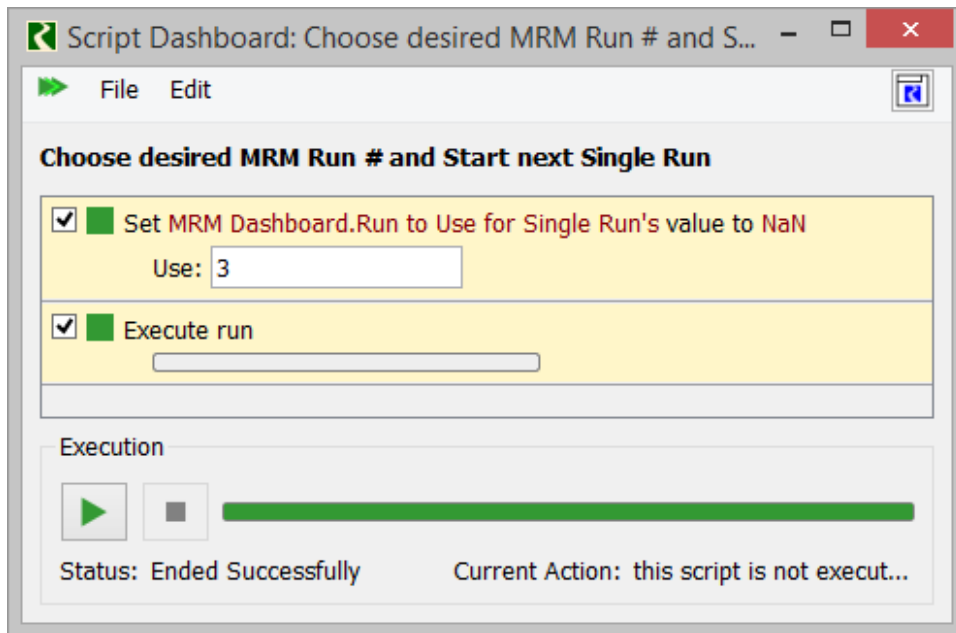 Script Dashboard: Choose desired MRM Run # and S...
File Edit
Choose desired MRM Run # and Start next Single Run
Set MRM Dashboard.Run to Use for Single Run's value to NaN
Use: 3
Execute run
Execution
Status: Ended Successfully Current Action: this script is not execut...